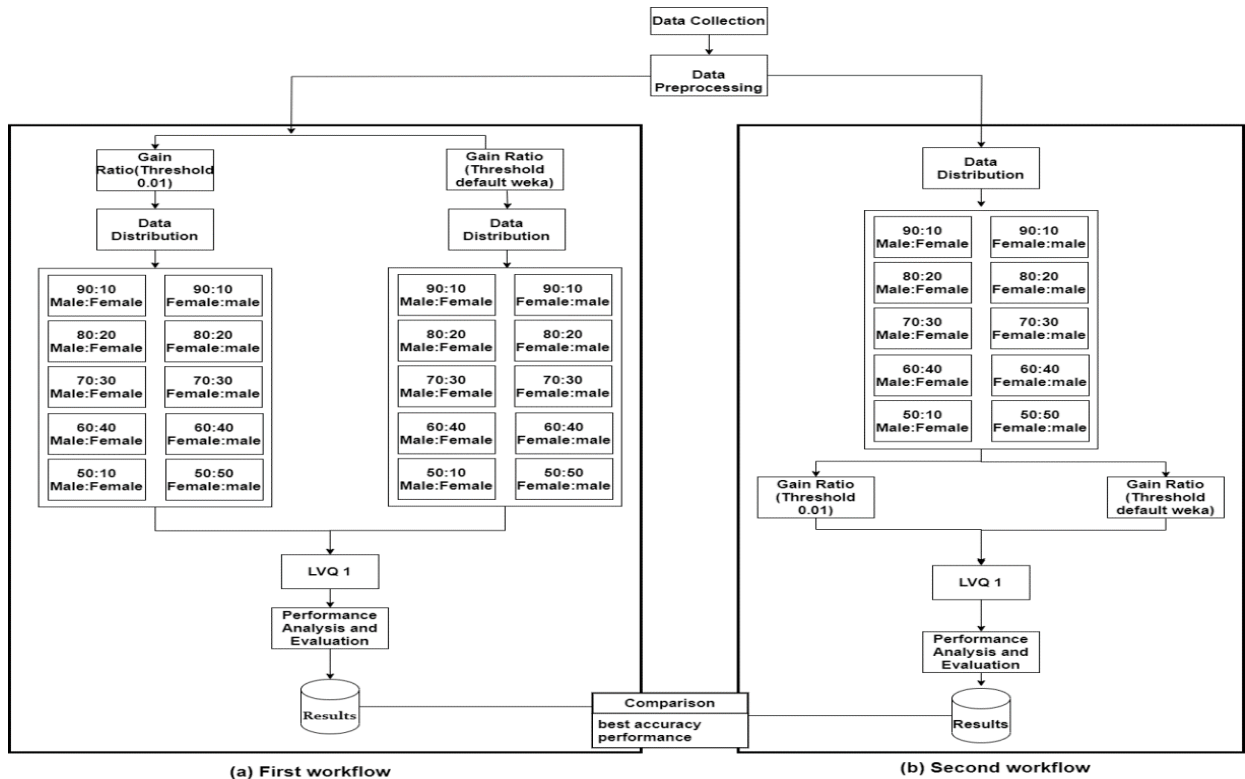 Data Collection
Data
Preprocessing
Gain
Ratio(Threshold
0.01)
Gain Ratio
(Threshold
default weka)
Data
Distribution
Data
Distribution
90:10
Male:Female
90:10
Female:male
80:20
Male:Female
80:20
Female:male
70:30
Male:Female
70:30
Female:male
60:40
Male:Female
60:40
Female:male
50:10
Male:Female
50:50
Female:male
90:10
Male:Female
90:10
Female:male
80:20
Male:Female
80:20
Female:male
70:30
Male:Female
70:30
Female:male
60:40
Male:Female
60:40
Female:male
50:10
Male:Female
50:50
Female:male
LVQ 1
Performance
Analysis and
Evaluation
Results
Data
Distribution
90:10
Male:Female
90:10
Female:male
80:20
Male:Female
80:20
Female:male
70:30
Male:Female
70:30
Female:male
60:40
Male:Female
60:40
Female:male
50:10
Male:Female
50:50
Female:male
Gain Ratio
(Threshold
0.01)
Gain Ratio
(Threshold
default weka)
LVQ 1
Performance
Analysis and
Evaluation
Results
Comparison
best accuracy
performance
(a) First workflow
(b) Second workflow